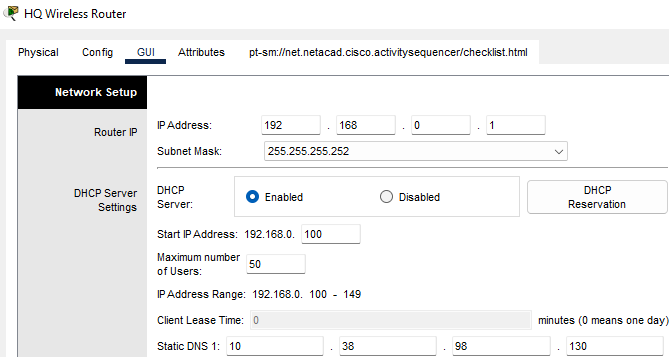 HQ Wireless Router
Physical Config GUI Attributes pt-sm://net.netacad.cisco.activitysequencer/checklist.html
Network Setup
Router IP
IP Address: 192 . 168 . 0 . 1
Subnet Mask: 255.255.255.252
DHCP Server
Settings
DHCP
Server:
Enabled Disabled
DHCP
Reservation
Start IP Address: 192.168.0. 100
Maximum number
of Users:
50
IP Address Range: 192.168.0. 100 - 149
Client Lease Time: 0 minutes (0 means one day)
Static DNS 1: 10 . 38 . 98 . 130